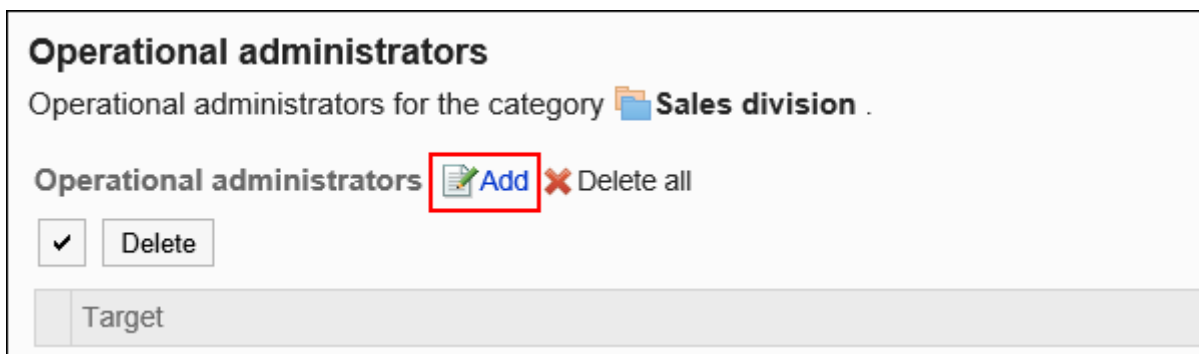 Operational administrators
Operational administrators for the category Sales division .
Operational administrators Add Delete all
Delete
Target